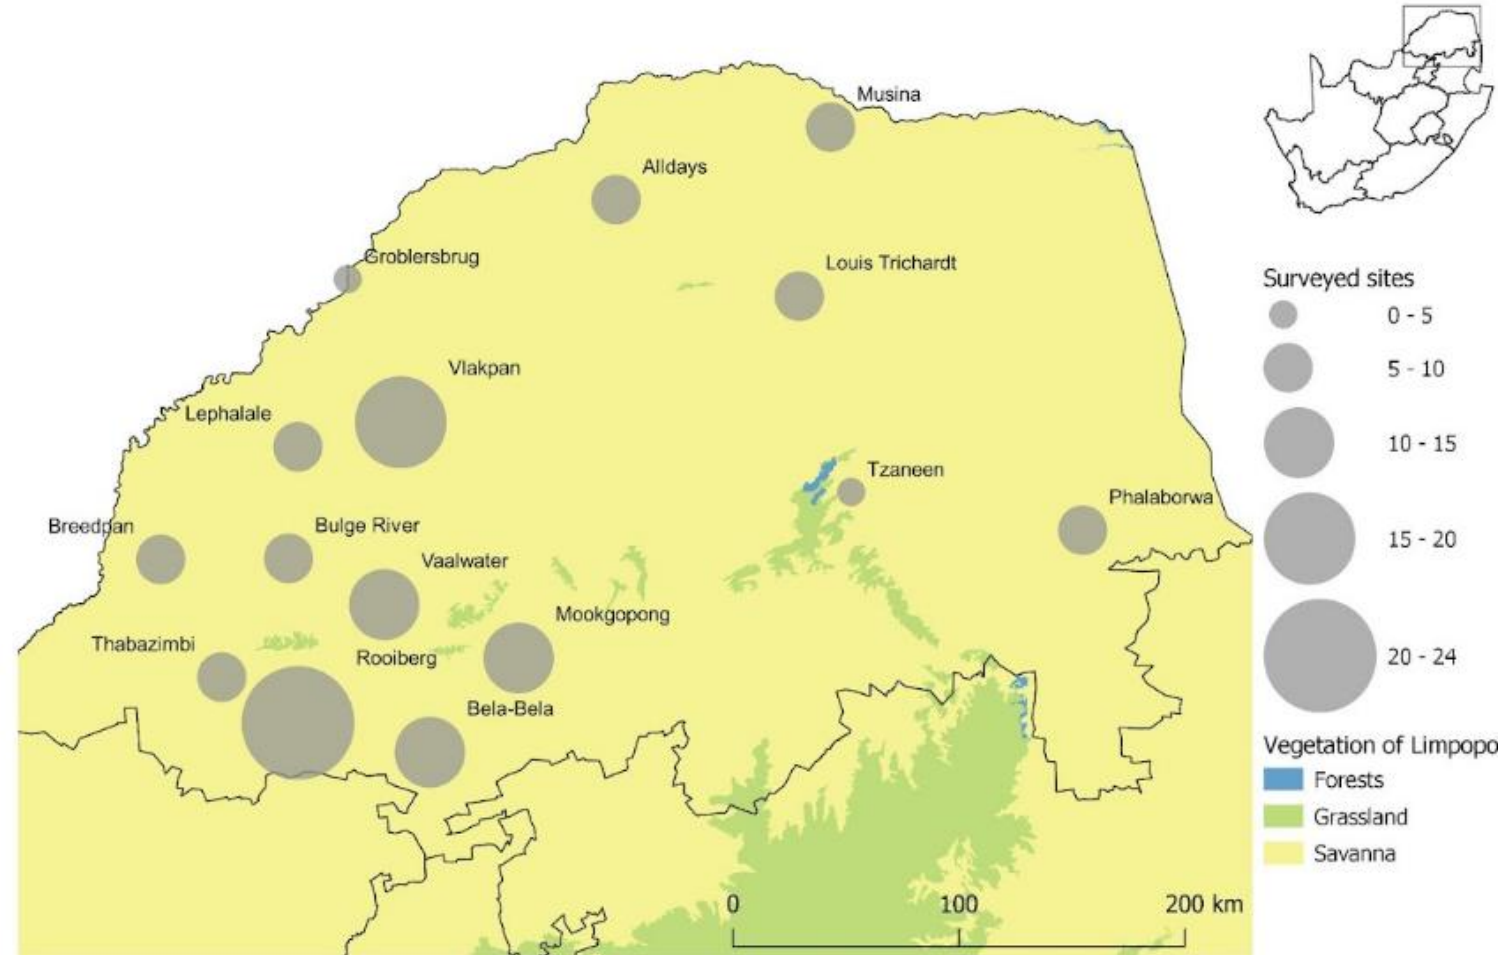 Musina
Alldays
Groblersbrug
Louis Trichardt
Vlakpan
Lephalale
Tzaneen
Phalaborwa
Breedpan
Bulge River
Vaalwater
Mookgopong
Thabazimbi
Rooiberg
Bela-Bela
0 100 200 km
Surveyed sites
0 - 5
5 - 10
10 - 15
15 - 20
20 - 24
Vegetation of Limpopo
Forests
Grassland
Savanna